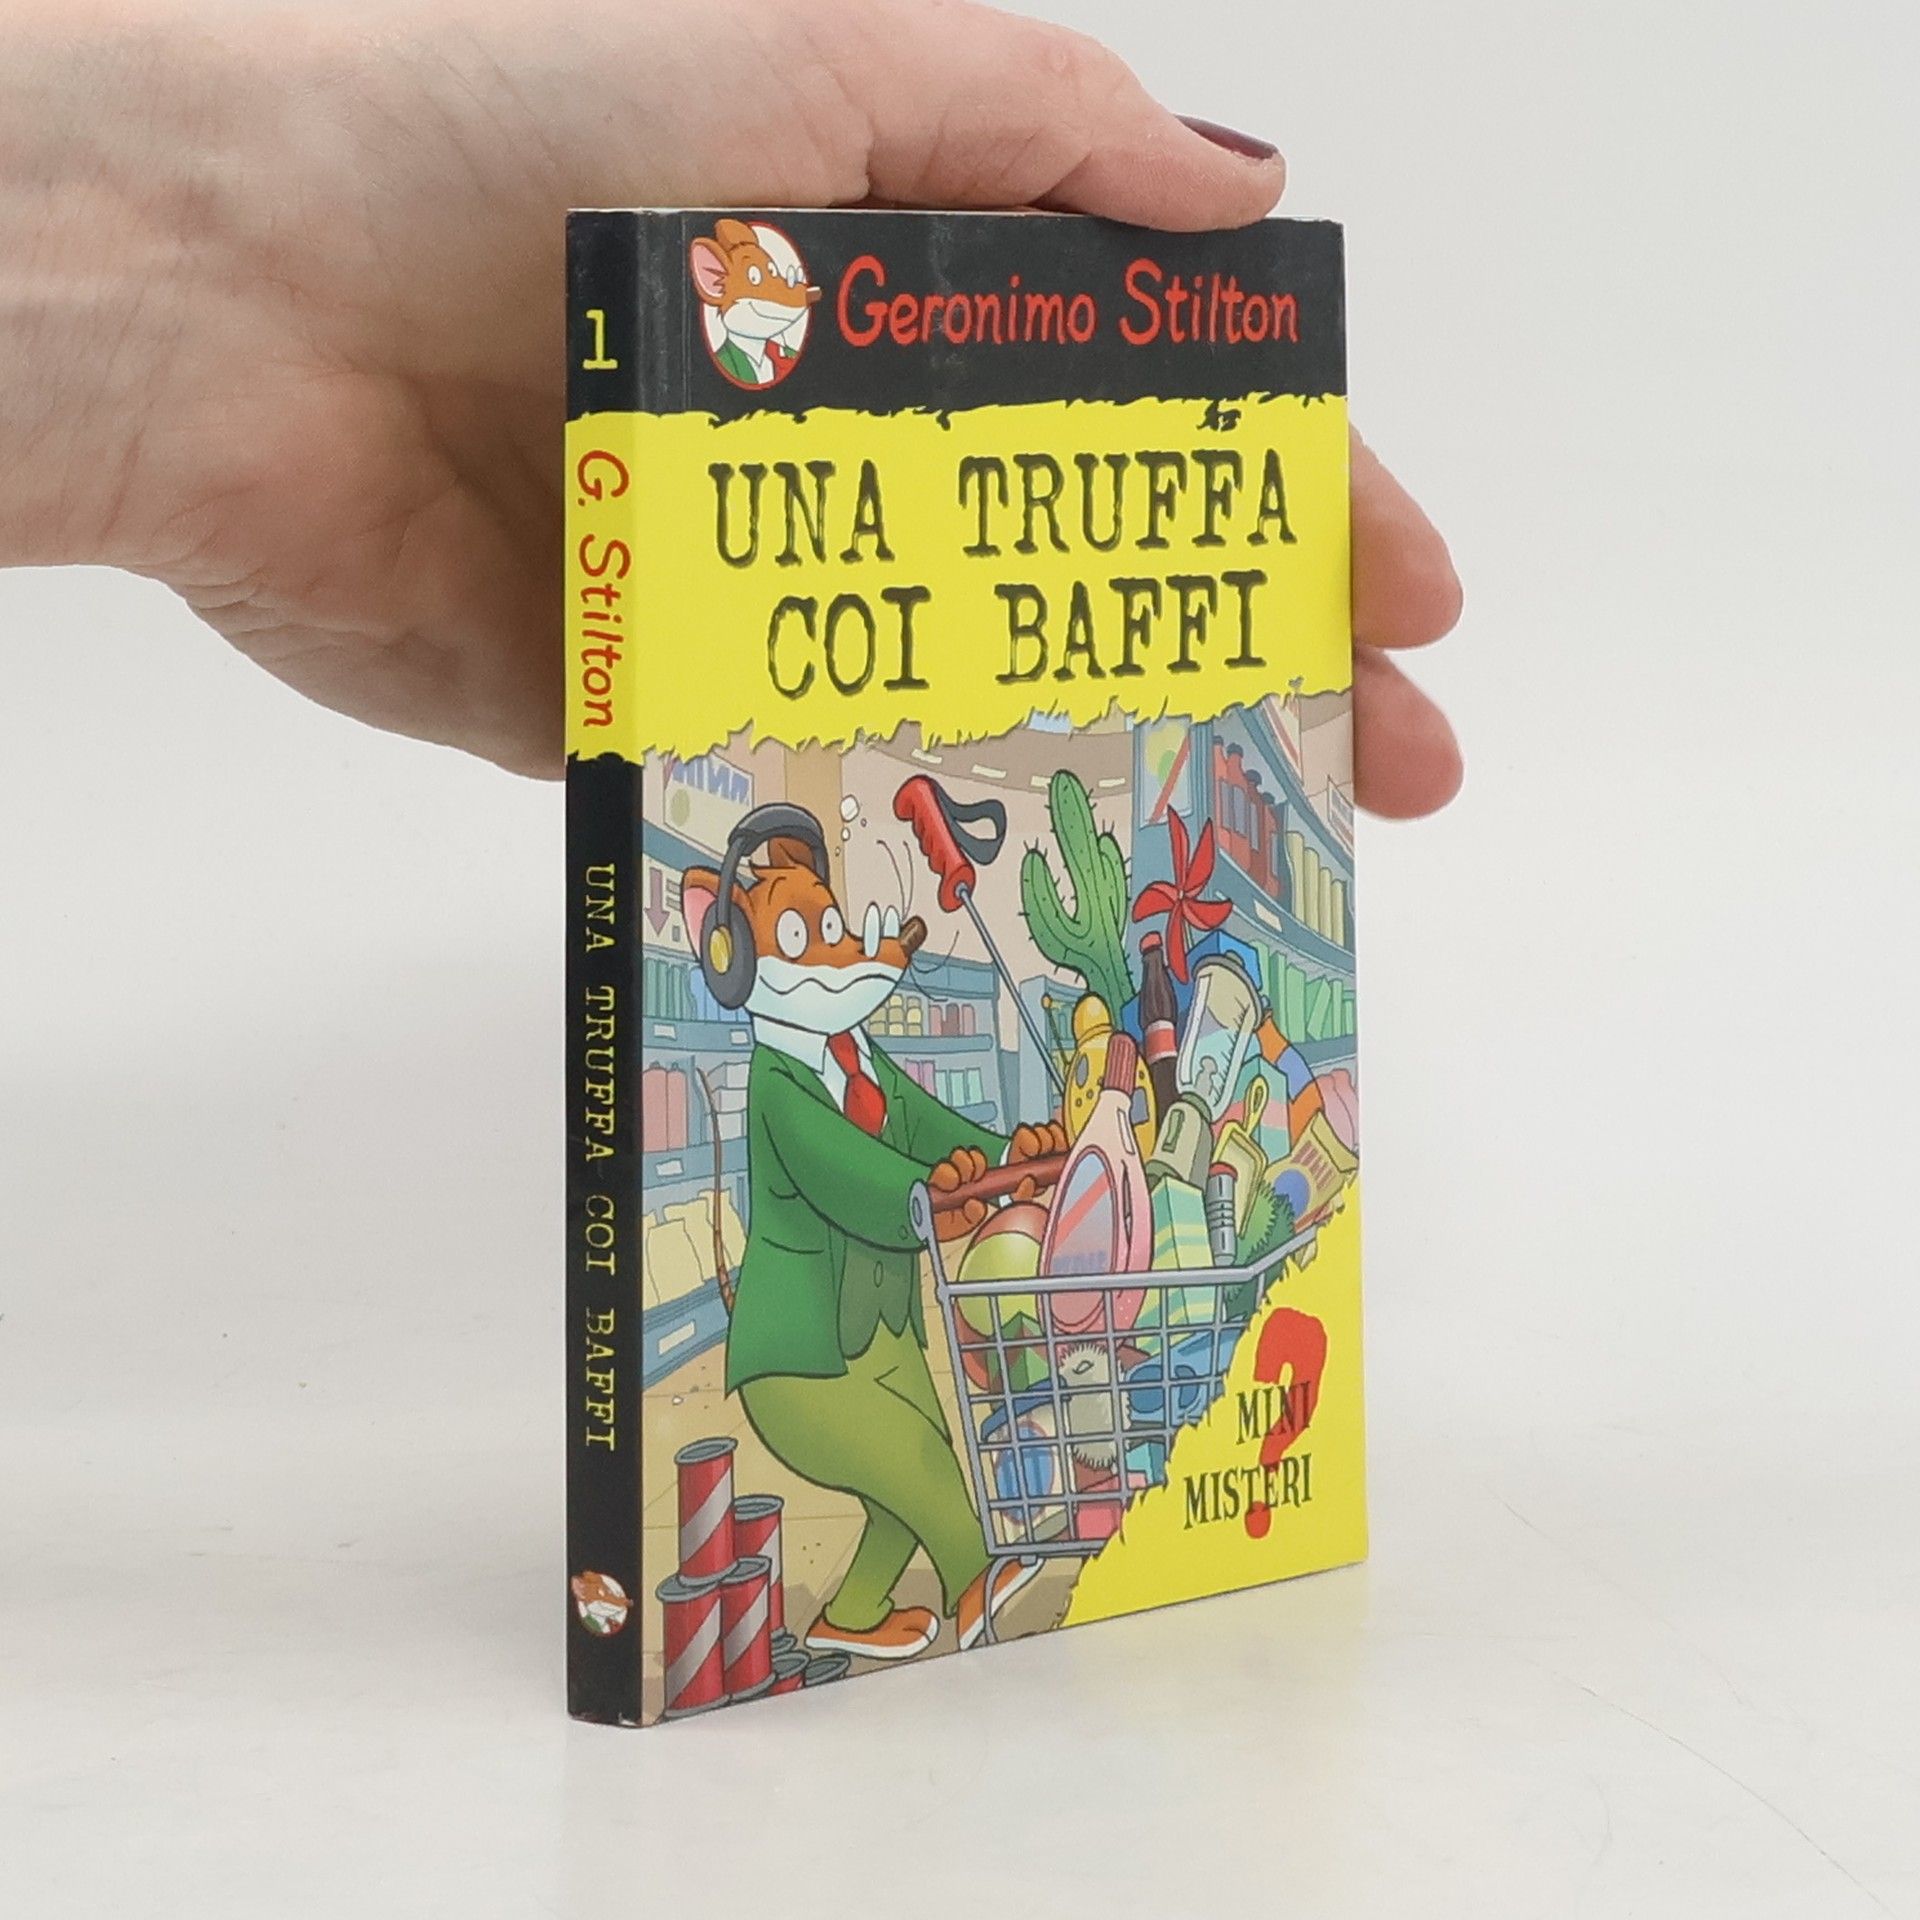 1
G. Stilton
UNA TRUFFA COI BAFFI
Geronimo Stilton
UNA TRUFFA
COI BAFFI
MINI
MISTERI
?